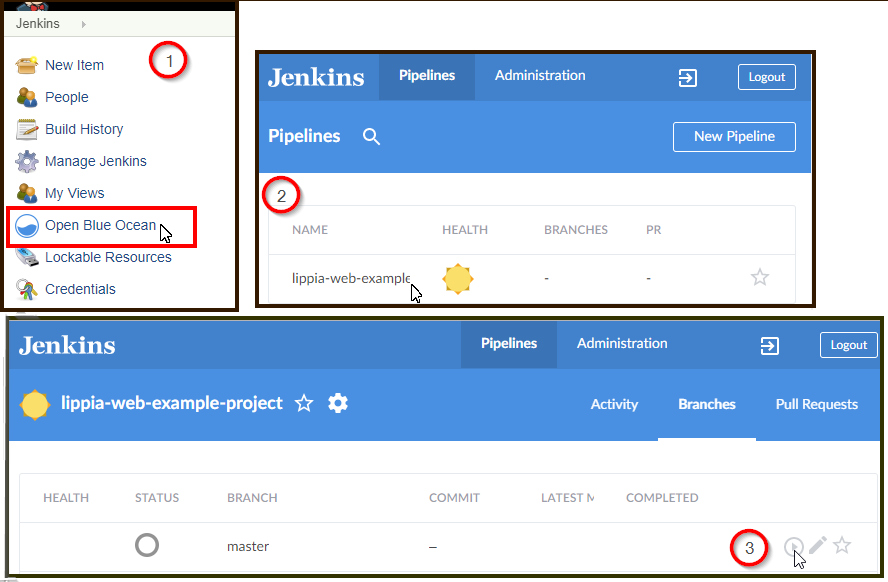 Jenkins
1
New Item
People
Build History
Manage Jenkins
My Views
Open Blue Ocean
Lockable Resources
Credentials
Jenkins Pipelines Administration Logout
Pipelines New Pipeline
2
NAME HEALTH BRANCHES PR
lippia-web-example - -
Jenkins Pipelines Administration Logout
lippia-web-example-project Activity Branches Pull Requests
HEALTH STATUS BRANCH COMMIT LATEST COMPLETED
master – 3